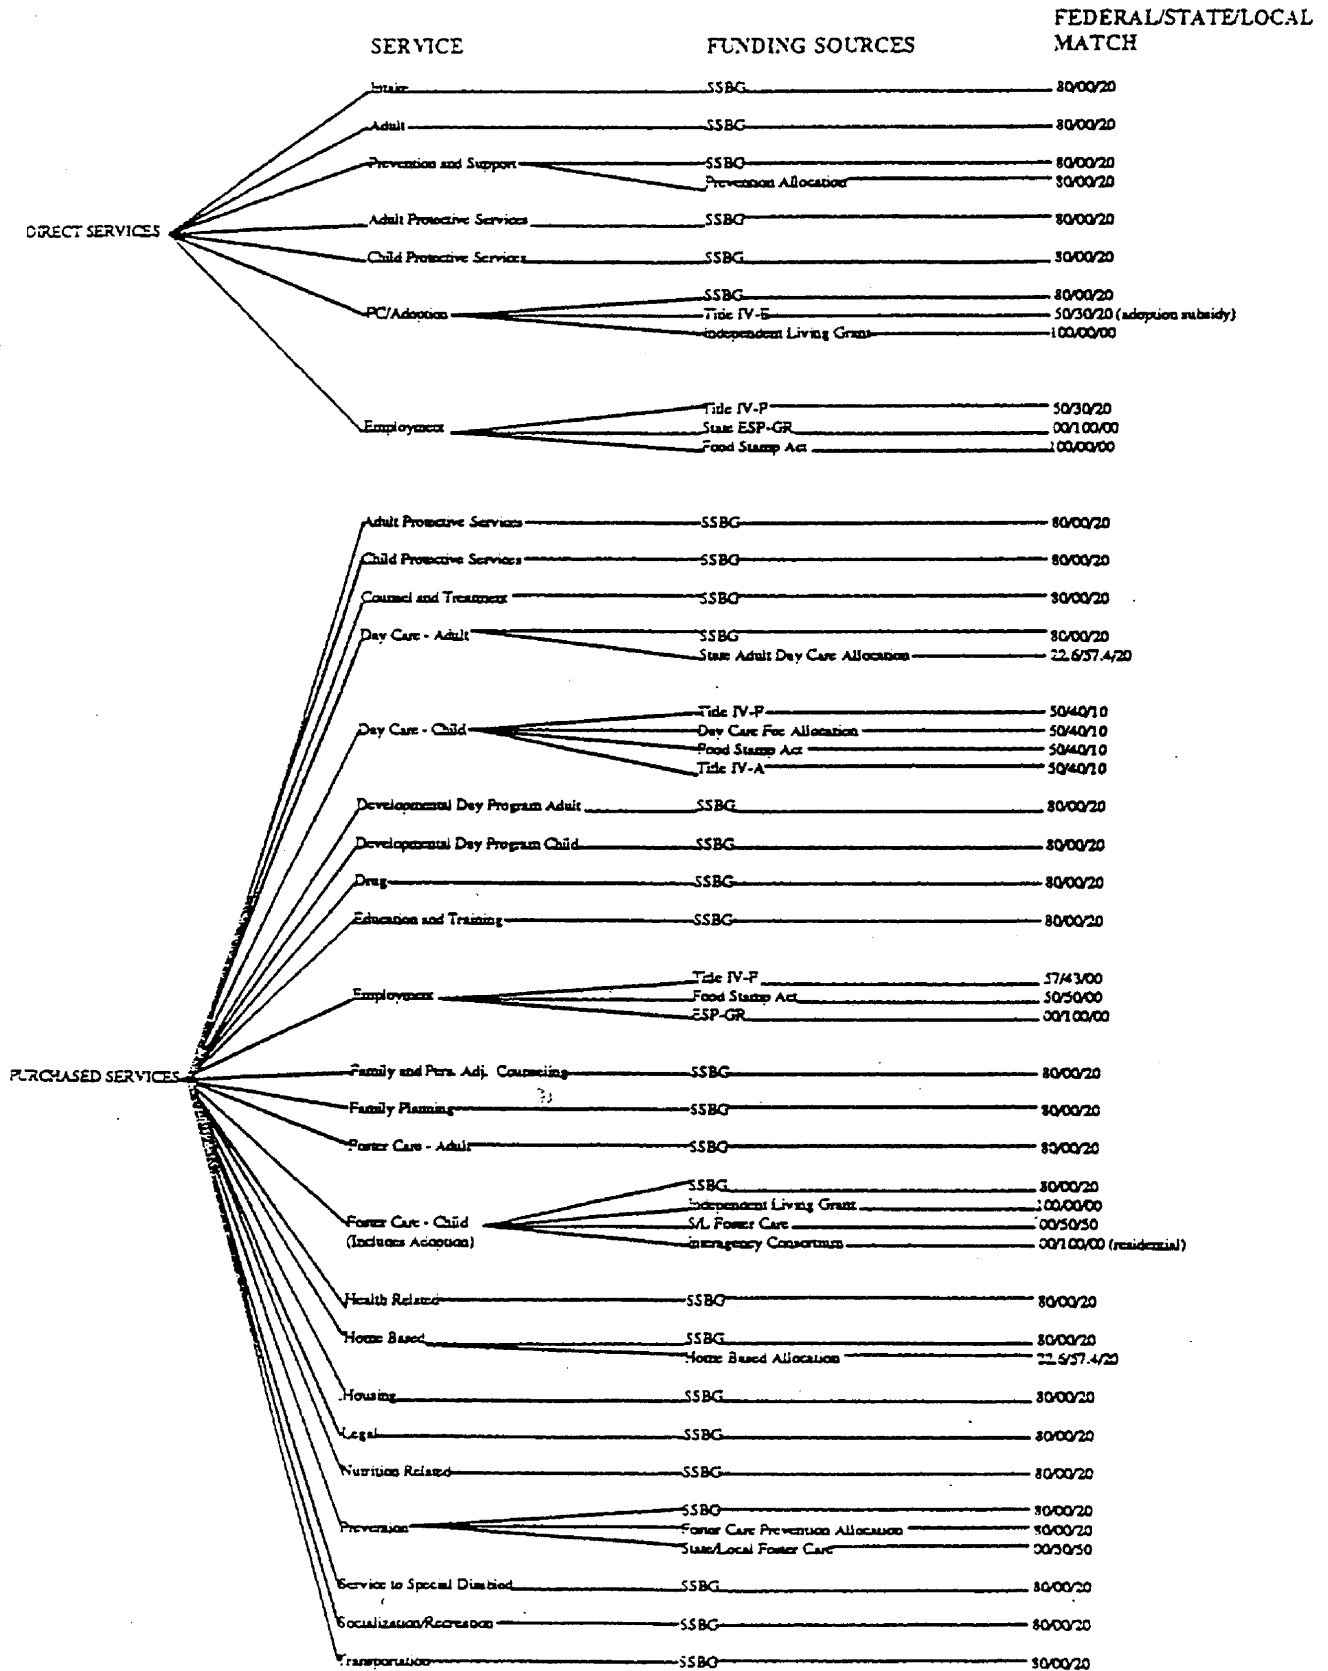 FEDERAL/STATE/LOCAL
SERVICE FUNDING SOURCES MATCH
Intake SSBG 80/00/20
Adult SSBG 80/00/20
Prevention and Support SSBG 80/00/20
Prevention Allocation 80/00/20
Adult Protective Services SSBG 80/00/20
DIRECT SERVICES
Child Protective Services SSBG 80/00/20
SSBG 80/00/20
FC/Adoption Title IV-E 50/30/20 (adoption subsidy)
Independent Living Grant 100/00/00
Title IV-F 50/30/20
Employment State ESP-GR 00/100/00
Food Stamp Act 100/00/00
Adult Protective Services SSBG 80/00/20
Child Protective Services SSBG 80/00/20
Counsel and Treatment SSBG 80/00/20
Day Care - Adult SSBG 80/00/20
State Adult Day Care Allocation 22.6/57.4/20
Title IV-F 50/40/10
Day Care - Child Day Care Fee Allocation 50/40/10
Food Stamp Act 50/40/10
Title IV-A 50/40/10
Developmental Day Program Adult SSBG 80/00/20
Developmental Day Program Child SSBG 80/00/20
Drug SSBG 80/00/20
Education and Training SSBG 80/00/20
Title IV-F 57/43/00
Employment Food Stamp Act 50/50/00
ESP-GR 00/100/00
PURCHASED SERVICES
Family and Pers. Adj. Counseling SSBG 80/00/20
Family Planning SSBG 80/00/20
Foster Care - Adult SSBG 80/00/20
SSBG 80/00/20
Independent Living Grant 100/00/00
Foster Care - Child S/L Foster Care 00/50/50
(Includes Adoption) Interagency Consortium 00/100/00 (residential)
Health Related SSBG 80/00/20
Home Based SSBG 80/00/20
Home Based Allocation 22.6/57.4/20
Housing SSBG 80/00/20
Legal SSBG 80/00/20
Nutrition Related SSBG 80/00/20
SSBG 80/00/20
Prevention Foster Care Prevention Allocation 80/00/20
State/Local Foster Care 00/50/50
Service to Special Disabled SSBG 80/00/20
Socialization/Recreation SSBG 80/00/20
Transportation SSBG 80/00/20